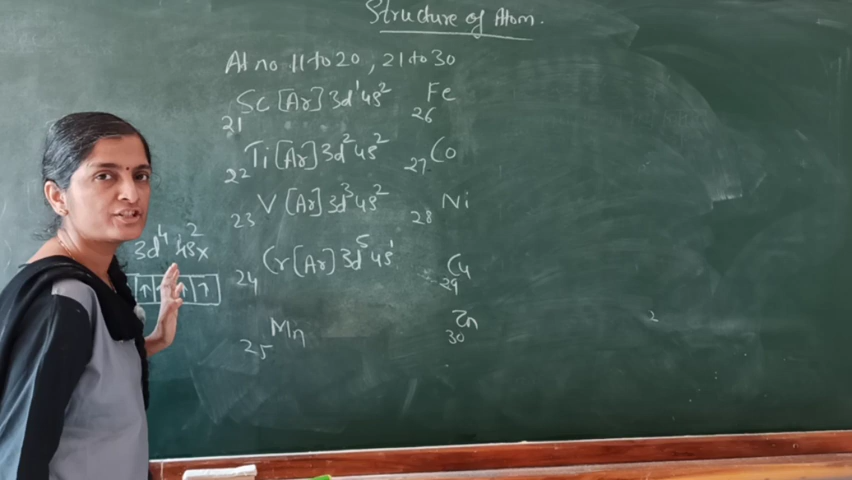 Structure of Atom.
At no 11 to 20, 21 to 30
21 Sc [Ar] 3d¹ 4s²
22 Ti [Ar] 3d² 4s²
23 V [Ar] 3d³ 4s²
24 Cr [Ar] 3d⁵ 4s¹
25 Mn
26 Fe
27 Co
28 Ni
29 Cu
30 Zn
3d⁴ 4s² x
↑ ↑ ↑ ↑
2